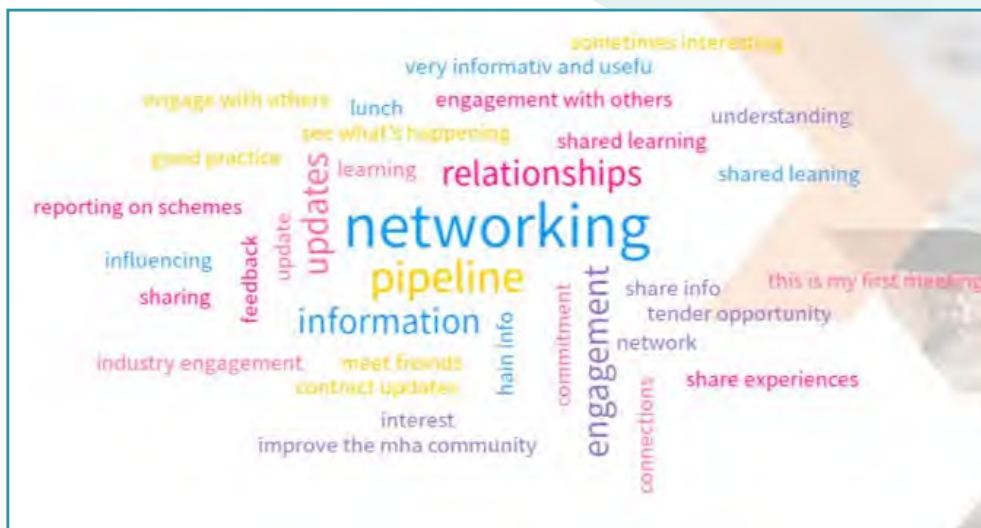 sometimes interesting
very informativ and usefu
engage with others
lunch
engagement with others
understanding
see what's happening
shared learning
good practice
learning
relationships
shared leaning
updates
reporting on schemes
networking
update
feedback
influencing
pipeline
engagement
share info
this is my first meeting
sharing
commitment
information
hain info
tender opportunity
network
industry engagement
meet freinds
share experiences
contract updates
connections
interest
improve the mha community